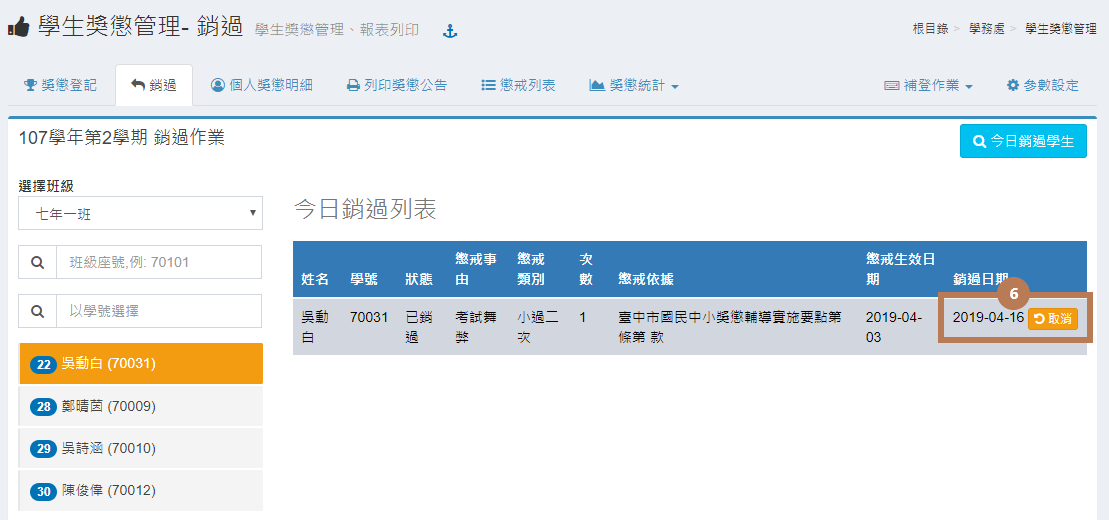 學生獎懲管理- 銷過 學生獎懲管理、報表列印
根目錄 > 學務處 > 學生獎懲管理
獎懲登記 銷過 個人獎懲明細 列印獎懲公告 懲戒列表 獎懲統計 補登作業 參數設定
107學年第2學期 銷過作業
今日銷過學生
選擇班級
七年一班
班級座號,例: 70101
以學號選擇
22 吳動白 (70031)
28 鄭晴茵 (70009)
29 吳詩涵 (70010)
30 陳俊偉 (70012)
今日銷過列表
姓名 學號 狀態 懲戒事由 懲戒類別 次數 懲戒依據 懲戒生效日期 銷過日期
6
吳動白 70031 已銷過 考試舞弊 小過二次 1 臺中市國民中小獎懲輔導實施要點第 條第 款 2019-04-03 2019-04-16 取消